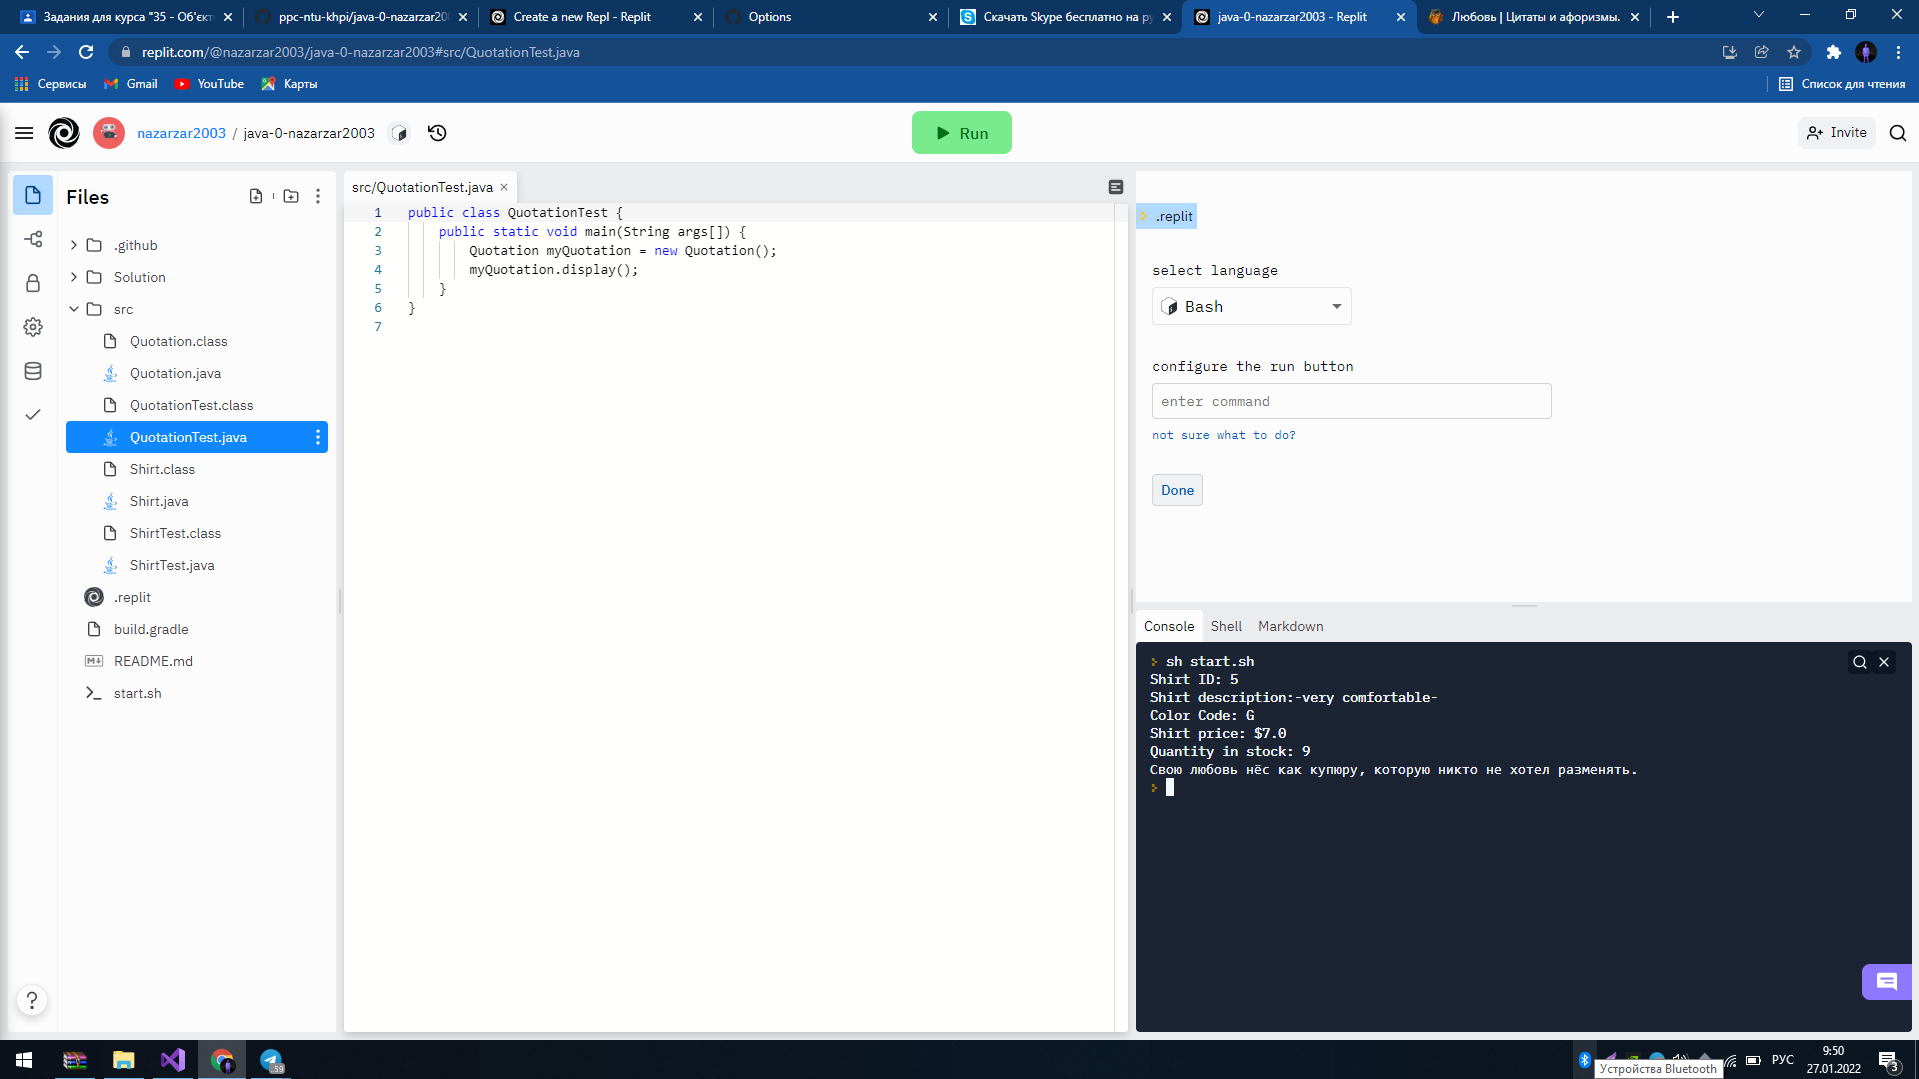 Задания для курса "35 - Об'єкт
ppc-ntu-khpi/java-0-nazarzar20
Create a new Repl - Replit
Options
Скачать Skype бесплатно на ру
java-0-nazarzar2003 - Replit
Любовь | Цитаты и афоризмы.
replit.com/@nazarzar2003/java-0-nazarzar2003#src/QuotationTest.java
Сервисы
Gmail
YouTube
Карты
Список для чтения
nazarzar2003 / java-0-nazarzar2003
Run
Invite
Files
.github
Solution
src
Quotation.class
Quotation.java
QuotationTest.class
QuotationTest.java
Shirt.class
Shirt.java
ShirtTest.class
ShirtTest.java
.replit
build.gradle
README.md
start.sh
src/QuotationTest.java
1 public class QuotationTest {
2 public static void main(String args[]) {
3 Quotation myQuotation = new Quotation();
4 myQuotation.display();
5 }
6 }
7
.replit
select language
Bash
configure the run button
enter command
not sure what to do?
Done
Console Shell Markdown
sh start.sh
Shirt ID: 5
Shirt description:-very comfortable-
Color Code: G
Shirt price: $7.0
Quantity in stock: 9
Свою любовь нёс как купюру, которую никто не хотел разменять.
?
59
Устройства Bluetooth
РУС
9:50
27.01.2022
3